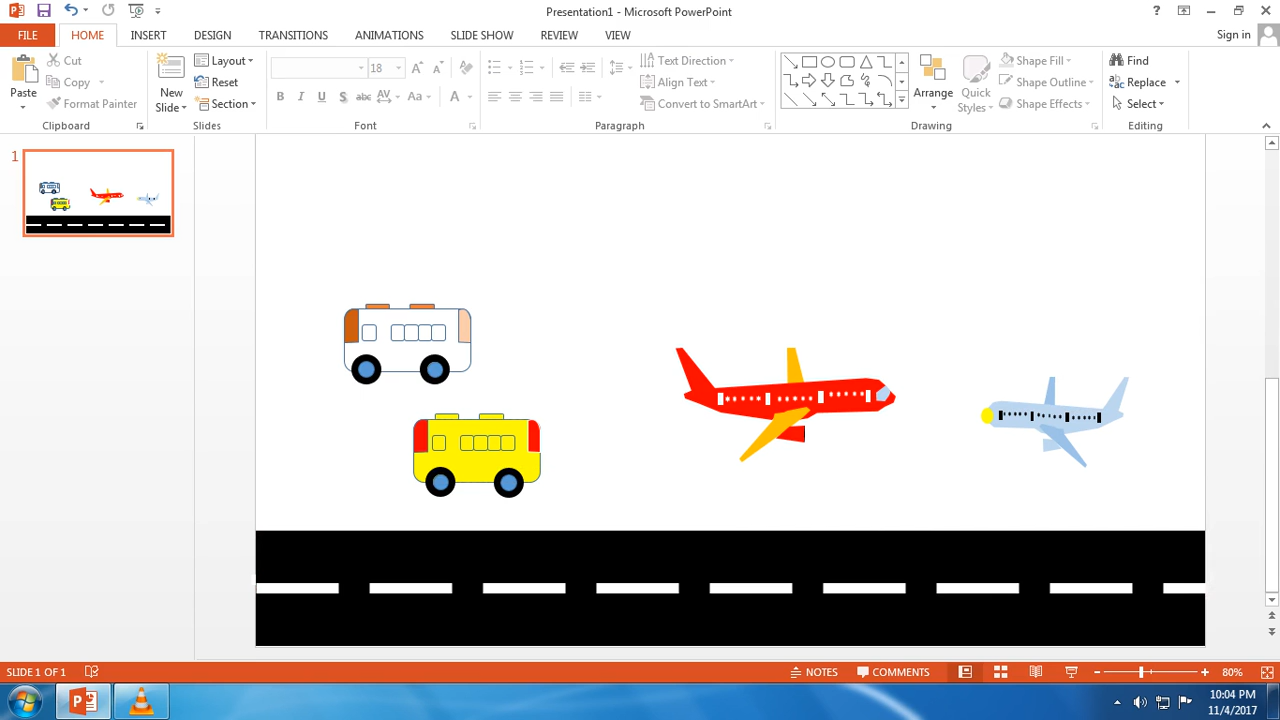 Presentation1 - Microsoft PowerPoint
?
FILE HOME INSERT DESIGN TRANSITIONS ANIMATIONS SLIDE SHOW REVIEW VIEW Sign in
Paste
Cut
Copy
Format Painter
Clipboard
New Slide
Layout
Reset
Section
Slides
18
B I U S abc AV Aa A
Font
Text Direction
Align Text
Convert to SmartArt
Paragraph
Arrange
Quick Styles
Shape Fill
Shape Outline
Shape Effects
Drawing
Find
Replace
Select
Editing
1
SLIDE 1 OF 1 NOTES COMMENTS 80%
10:04 PM
11/4/2017